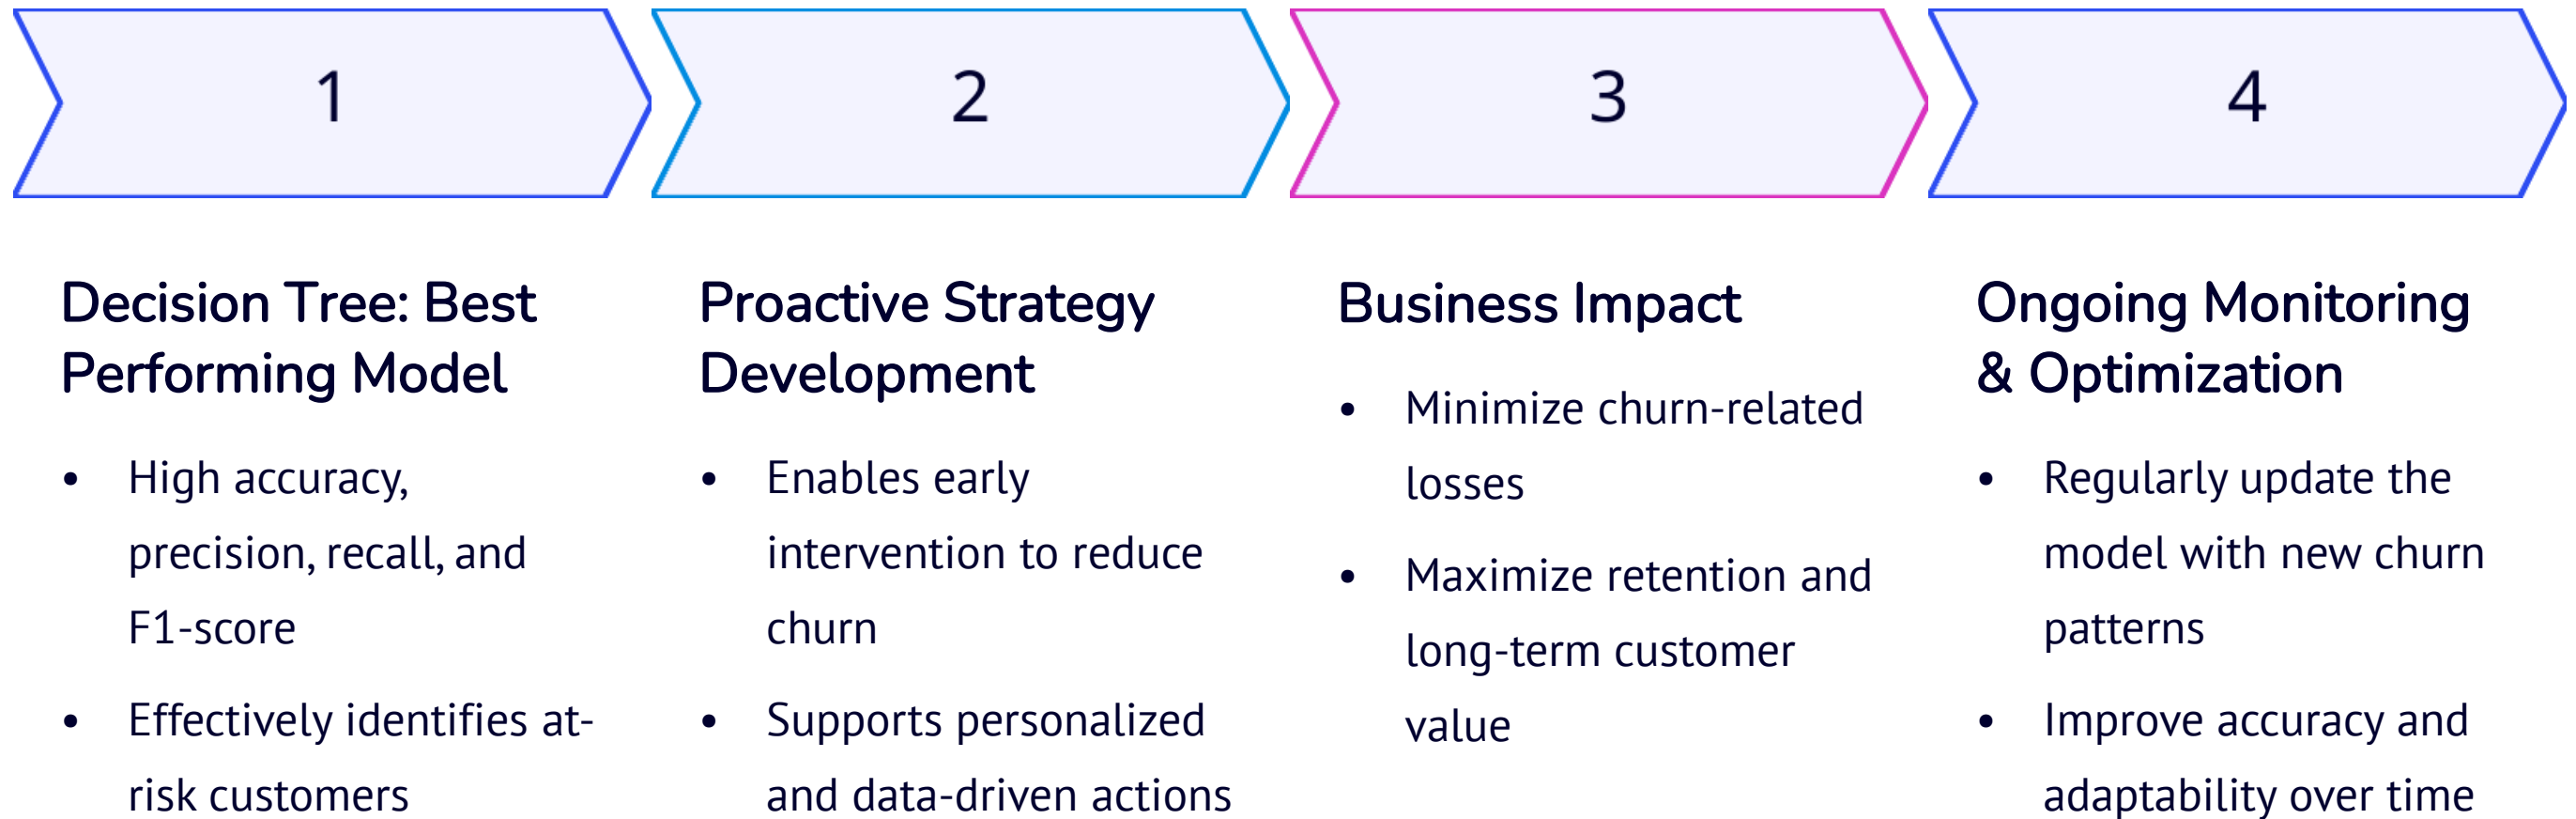 1
2
3
4
Decision Tree: Best
Performing Model
• High accuracy,
precision, recall, and
F1-score
• Effectively identifies at-
risk customers
Proactive Strategy
Development
• Enables early
intervention to reduce
churn
• Supports personalized
and data-driven actions
Business Impact
• Minimize churn-related
losses
• Maximize retention and
long-term customer
value
Ongoing Monitoring
& Optimization
• Regularly update the
model with new churn
patterns
• Improve accuracy and
adaptability over time